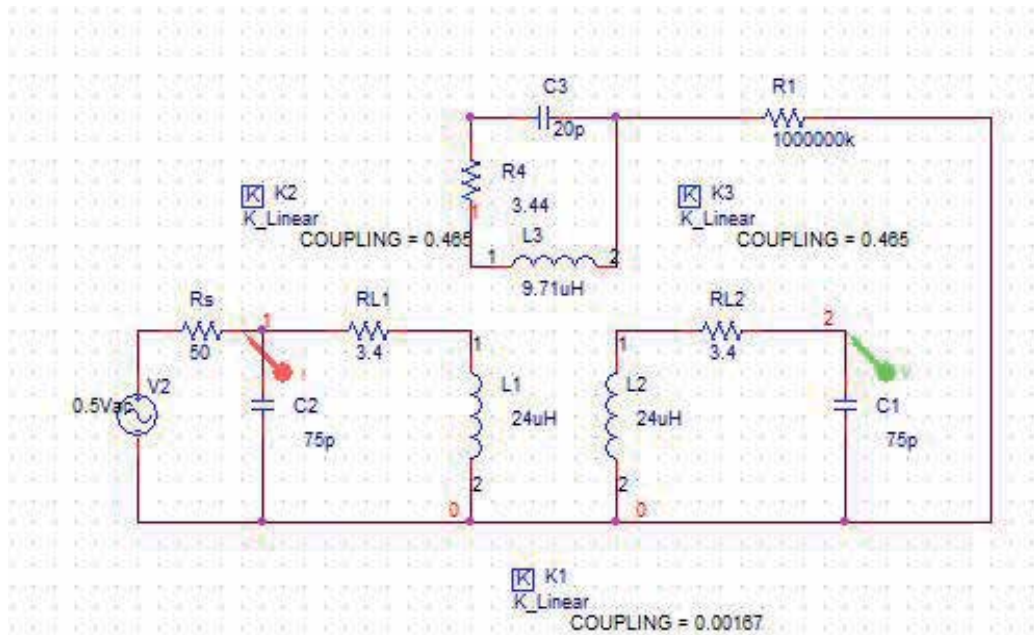 C3
20p
R1
1000000k
R4
3.44
1
K K2
K_Linear
COUPLING = 0.465
K K3
K_Linear
COUPLING = 0.465
L3
1
2
9.71uH
Rs
50
1
RL1
3.4
RL2
3.4
2
V2
0.5Vac
C2
75p
1
L1
24uH
2
0
1
L2
24uH
2
0
V
C1
75p
K K1
K_Linear
COUPLING = 0.00167